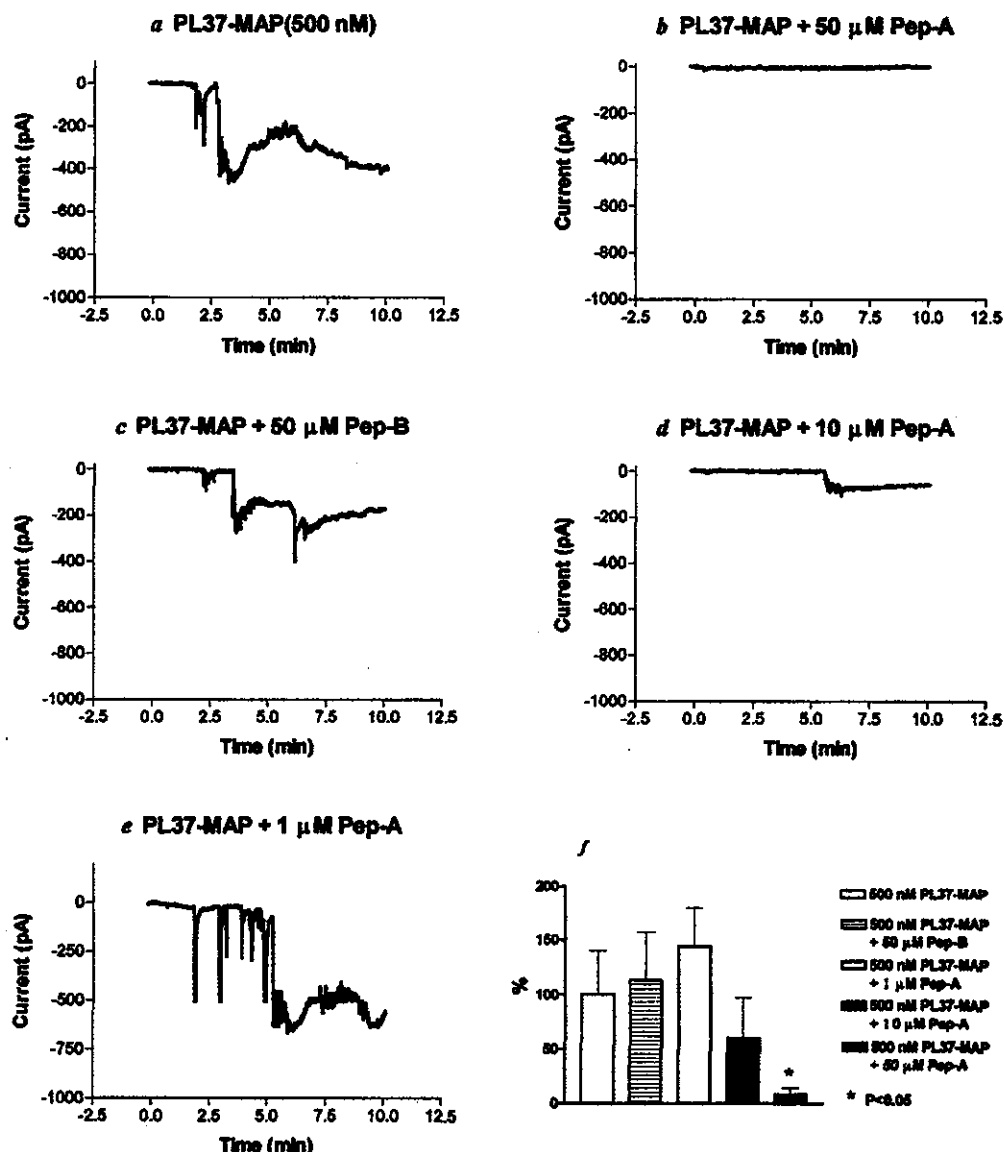 a PL37-MAP(500 nM)
0
-200
-400
-600
-800
-1000
Current (pA)
-2.5 0.0 2.5 5.0 7.5 10.0 12.5
Time (min)
b PL37-MAP + 50 µM Pep-A
0
-200
-400
-600
-800
-1000
Current (pA)
-2.5 0.0 2.5 5.0 7.5 10.0 12.5
Time (min)
c PL37-MAP + 50 µM Pep-B
0
-200
-400
-600
-800
-1000
Current (pA)
-2.5 0.0 2.5 5.0 7.5 10.0 12.5
Time (min)
d PL37-MAP + 10 µM Pep-A
0
-200
-400
-600
-800
-1000
Current (pA)
-2.5 0.0 2.5 5.0 7.5 10.0 12.5
Time (min)
e PL37-MAP + 1 µM Pep-A
0
-250
-500
-750
-1000
Current (pA)
-2.5 0.0 2.5 5.0 7.5 10.0 12.5
Time (min)
f
200
150
100
50
0
%
*
500 nM PL37-MAP
500 nM PL37-MAP
+ 50 µM Pep-B
500 nM PL37-MAP
+ 1 µM Pep-A
500 nM PL37-MAP
+ 10 µM Pep-A
500 nM PL37-MAP
+ 50 µM Pep-A
* P<0.05